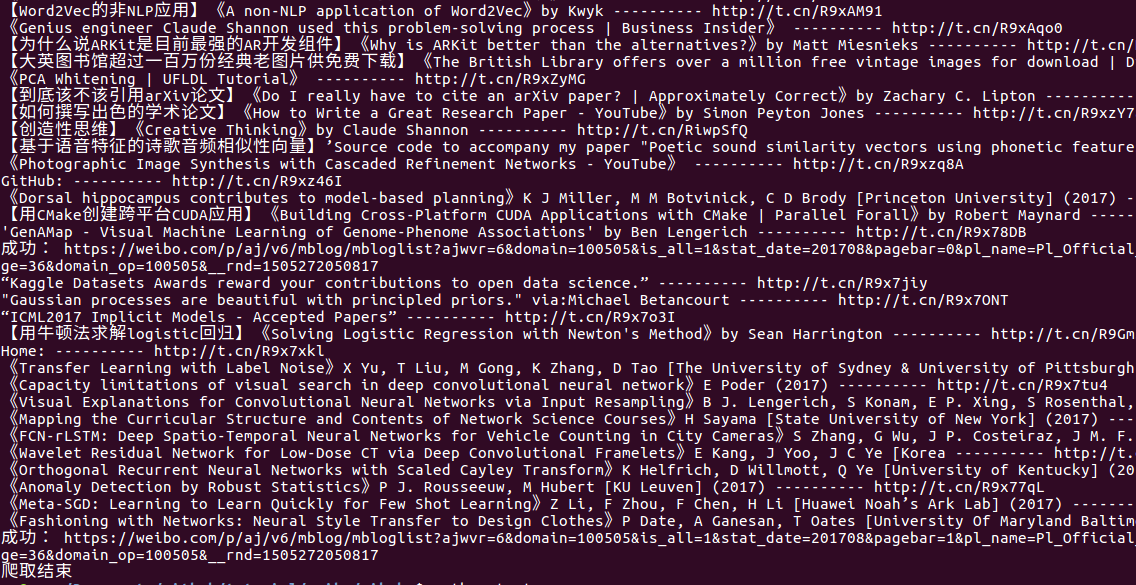 【Word2Vec的非NLP应用】《A non-NLP application of Word2Vec》by Kwyk ---------- http://t.cn/R9xAM91
《Genius engineer Claude Shannon used this problem-solving process | Business Insider》 ---------- http://t.cn/R9xAqo0
【为什么说ARKit是目前最强的AR开发组件】《Why is ARKit better than the alternatives?》by Matt Miesnieks ---------- http://t.cn/
【大英图书馆超过一百万份经典老图片供免费下载】《The British Library offers over a million free vintage images for download | D
《PCA Whitening | UFLDL Tutorial》 ---------- http://t.cn/R9xZyMG
【到底该不该引用arXiv论文】《Do I really have to cite an arXiv paper? | Approximately Correct》by Zachary C. Lipton ----------
【如何撰写出色的学术论文】《How to Write a Great Research Paper - YouTube》by Simon Peyton Jones ---------- http://t.cn/R9xzY7
【创造性思维】《Creative Thinking》by Claude Shannon ---------- http://t.cn/RiwpSfQ
【基于语音特征的诗歌音频相似性向量】’Source code to accompany my paper "Poetic sound similarity vectors using phonetic feature
《Photographic Image Synthesis with Cascaded Refinement Networks - YouTube》 ---------- http://t.cn/R9xzq8A
GitHub: ---------- http://t.cn/R9xz46I
《Dorsal hippocampus contributes to model-based planning》K J Miller, M M Botvinick, C D Brody [Princeton University] (2017) -
【用CMake创建跨平台CUDA应用】《Building Cross-Platform CUDA Applications with CMake | Parallel Forall》by Robert Maynard -----
'GenAMap - Visual Machine Learning of Genome-Phenome Associations' by Ben Lengerich ---------- http://t.cn/R9x78DB
成功： https://weibo.com/p/aj/v6/mblog/mbloglist?ajwvr=6&domain=100505&is_all=1&stat_date=201708&pagebar=0&pl_name=Pl_Official
ge=36&domain_op=100505&__rnd=1505272050817
“Kaggle Datasets Awards reward your contributions to open data science.” ---------- http://t.cn/R9x7jiy
"Gaussian processes are beautiful with principled priors." via:Michael Betancourt ---------- http://t.cn/R9x7ONT
“ICML2017 Implicit Models - Accepted Papers” ---------- http://t.cn/R9x7o3I
【用牛顿法求解logistic回归】《Solving Logistic Regression with Newton's Method》by Sean Harrington ---------- http://t.cn/R9Gm
Home: ---------- http://t.cn/R9x7xkl
《Transfer Learning with Label Noise》X Yu, T Liu, M Gong, K Zhang, D Tao [The University of Sydney & University of Pittsburgh
《Capacity limitations of visual search in deep convolutional neural network》E Poder (2017) ---------- http://t.cn/R9x7tu4
《Visual Explanations for Convolutional Neural Networks via Input Resampling》B J. Lengerich, S Konam, E P. Xing, S Rosenthal,
《Mapping the Curricular Structure and Contents of Network Science Courses》H Sayama [State University of New York] (2017) ---
《FCN-rLSTM: Deep Spatio-Temporal Neural Networks for Vehicle Counting in City Cameras》S Zhang, G Wu, J P. Costeiraz, J M. F.
《Wavelet Residual Network for Low-Dose CT via Deep Convolutional Framelets》E Kang, J Yoo, J C Ye [Korea ---------- http://t.
《Orthogonal Recurrent Neural Networks with Scaled Cayley Transform》K Helfrich, D Willmott, Q Ye [University of Kentucky] (20
《Anomaly Detection by Robust Statistics》P J. Rousseeuw, M Hubert [KU Leuven] (2017) ---------- http://t.cn/R9x77qL
《Meta-SGD: Learning to Learn Quickly for Few Shot Learning》Z Li, F Zhou, F Chen, H Li [Huawei Noah’s Ark Lab] (2017) -------
《Fashioning with Networks: Neural Style Transfer to Design Clothes》P Date, A Ganesan, T Oates [University Of Maryland Baltim
成功： https://weibo.com/p/aj/v6/mblog/mbloglist?ajwvr=6&domain=100505&is_all=1&stat_date=201708&pagebar=1&pl_name=Pl_Official
ge=36&domain_op=100505&__rnd=1505272050817
爬取结束